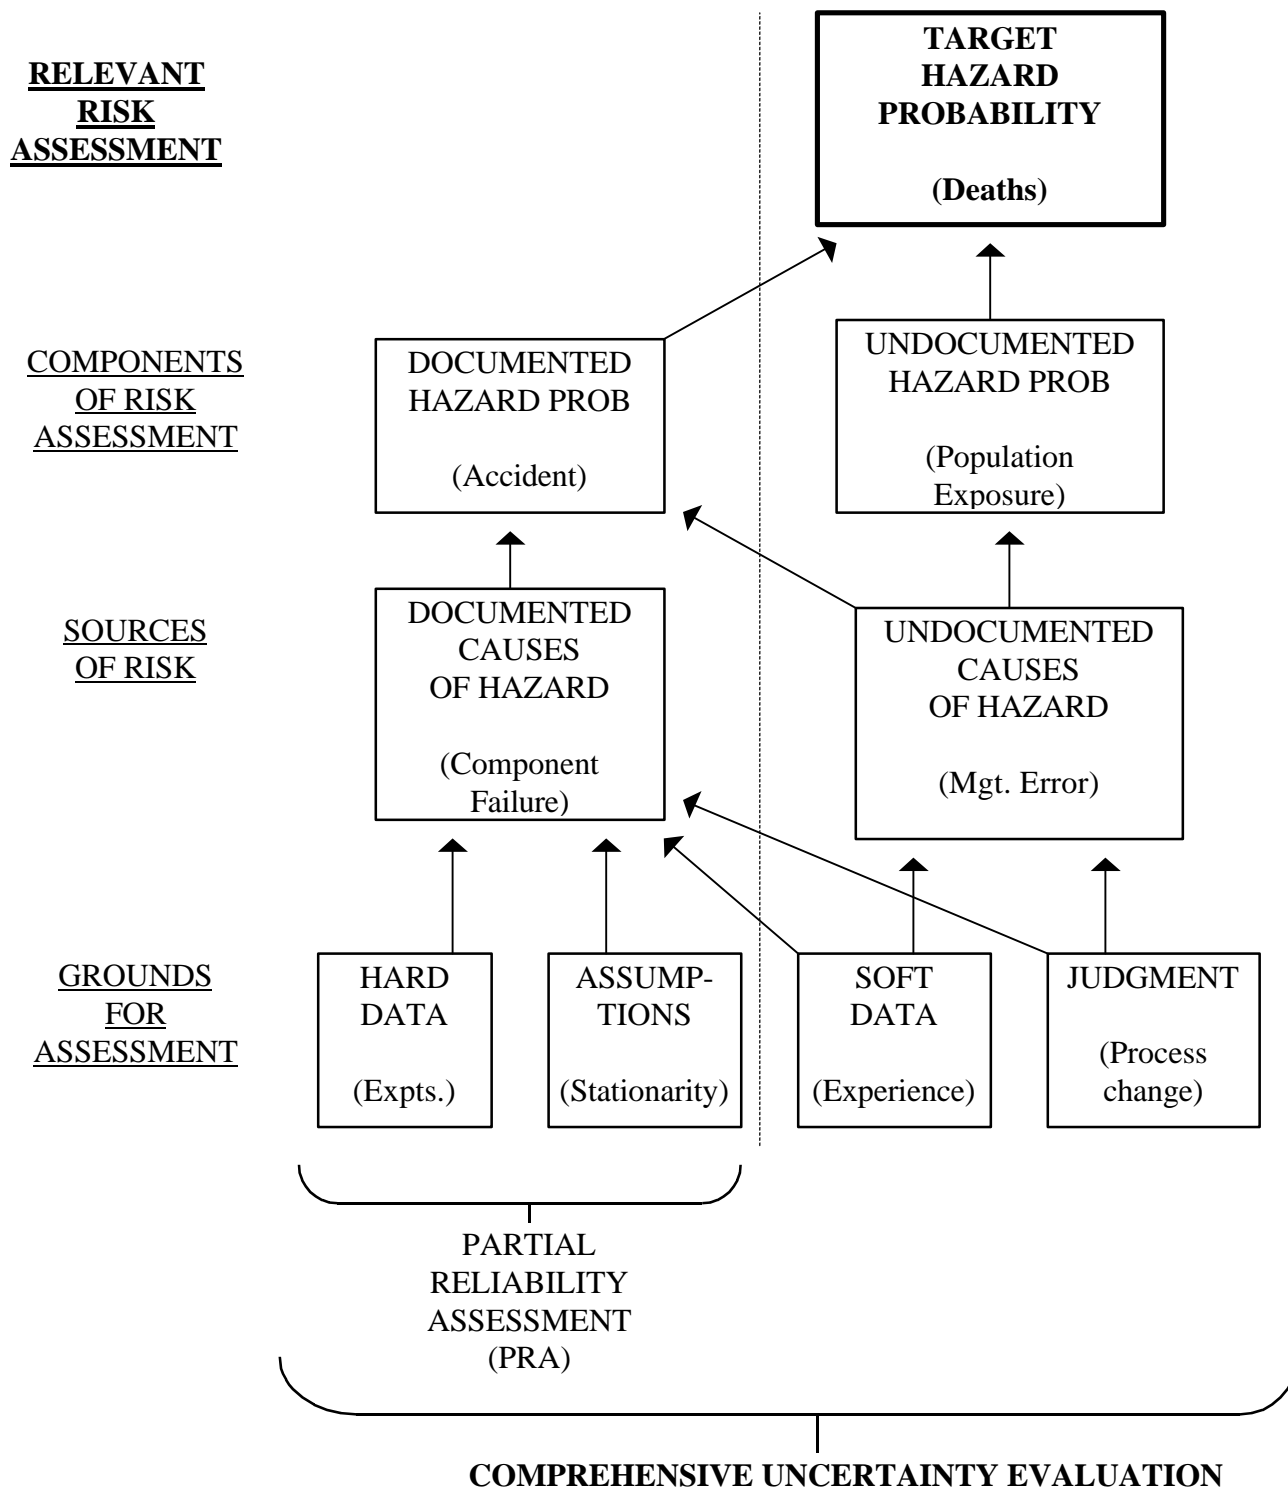 RELEVANT
RISK
ASSESSMENT
TARGET
HAZARD
PROBABILITY
(Deaths)
COMPONENTS
OF RISK
ASSESSMENT
DOCUMENTED
HAZARD PROB
(Accident)
UNDOCUMENTED
HAZARD PROB
(Population
Exposure)
SOURCES
OF RISK
DOCUMENTED
CAUSES
OF HAZARD
(Component
Failure)
UNDOCUMENTED
CAUSES
OF HAZARD
(Mgt. Error)
GROUNDS
FOR
ASSESSMENT
HARD
DATA
(Expts.)
ASSUMP-
TIONS
(Stationarity)
SOFT
DATA
(Experience)
JUDGMENT
(Process
change)
PARTIAL
RELIABILITY
ASSESSMENT
(PRA)
COMPREHENSIVE UNCERTAINTY EVALUATION